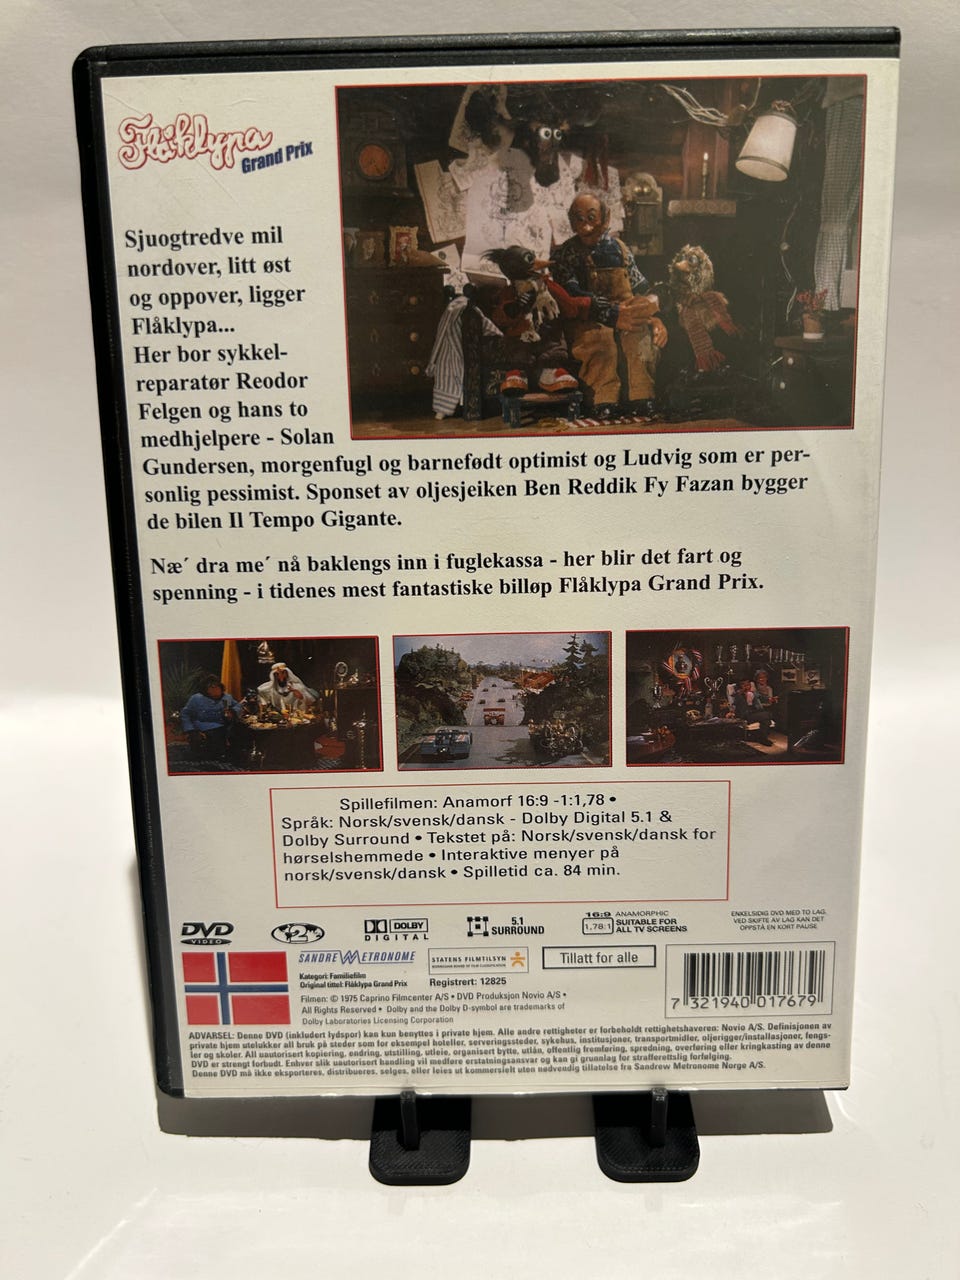 Flåklypa
Grand Prix
Sjuogtredve mil
nordover, litt øst
og oppover, ligger
Flåklypa...
Her bor sykkel-
reparatør Reodor
Felgen og hans to
medhjelpere - Solan
Gundersen, morgenfugl og barnefødt optimist og Ludvig som er per-
sonlig pessimist. Sponset av oljesjeiken Ben Reddik Fy Fazan bygger
de bilen Il Tempo Gigante.
Næ´ dra me´ nå baklengs inn i fuglekassa - her blir det fart og
spenning - i tidenes mest fantastiske billøp Flåklypa Grand Prix.
Spillefilmen: Anamorf 16:9 -1:1,78 •
Språk: Norsk/svensk/dansk - Dolby Digital 5.1 &
Dolby Surround • Tekstet på: Norsk/svensk/dansk for
hørselshemmede • Interaktive menyer på
norsk/svensk/dansk • Spilletid ca. 84 min.
DVD
VIDEO
2
DOLBY
DIGITAL
5.1
SURROUND
16:9 ANAMORPHIC
1,78:1 SUITABLE FOR
ALL TV SCREENS
ENKELSIDIG DVD MED TO LAG.
VED SKIFTE AV LAG KAN DET
OPPSTÅ EN KORT PAUSE
SANDREW METRONOME
STATENS FILMTILSYN
NORWEGIAN BOARD OF FILM CLASSIFICATION
Tillatt for alle
Kategori: Familiefilm
Original tittel: Flåklypa Grand Prix
Registrert: 12825
Filmen: © 1975 Caprino Filmcenter A/S • DVD Produksjon Novio A/S •
All Rights Reserved • Dolby and the Dolby D-symbol are trademarks of
Dolby Laboratories Licensing Corporation
7 321940 017679
ADVARSEL: Denne DVD (inkludert lydspor) kan kun benyttes i private hjem. Alle andre rettigheter er forbeholdt rettighetshaveren: Novio A/S. Definisjonen av
private hjem utelukker all bruk på steder som for eksempel hoteller, serveringssteder, sykehus, institusjoner, transportmidler, oljerigger/installasjoner, fengs-
ler og skoler. All uautorisert kopiering, endring, utstilling, utleie, organisert bytte, utlån, offentlig fremføring, spredning, overføring eller kringkasting av denne
DVD er strengt forbudt. Enhver slik uautorisert handling vil medføre erstatningsansvar og kan gi grunnlag for strafferettslig forfølging.
Denne DVD må ikke eksporteres, distribueres, selges, eller leies ut kommersielt uten nødvendig tillatelse fra Sandrew Metronome Norge A/S.